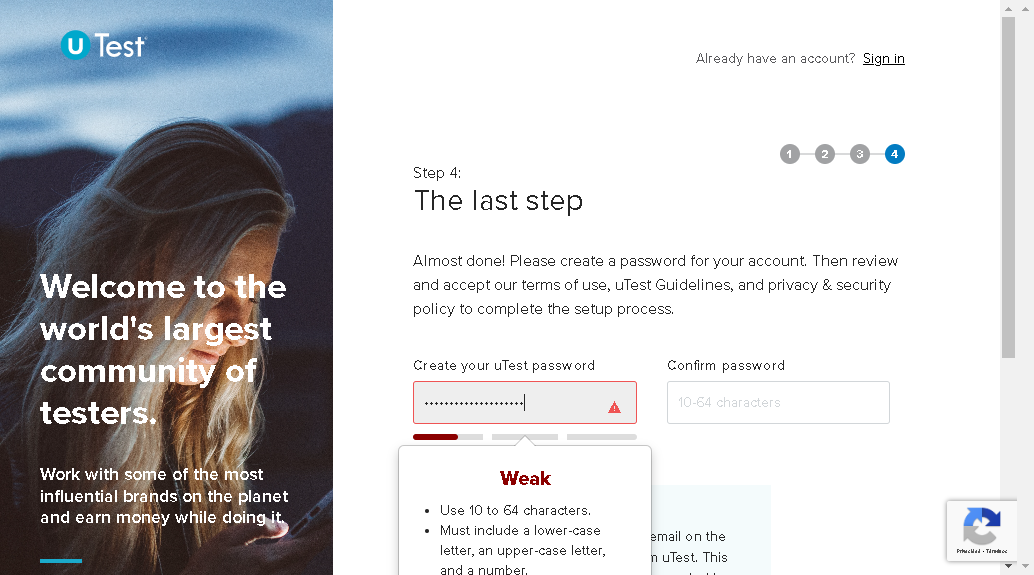 U Test
Already have an account? Sign in
1 2 3 4
Step 4:
The last step
Almost done! Please create a password for your account. Then review
and accept our terms of use, uTest Guidelines, and privacy & security
policy to complete the setup process.
Welcome to the
world's largest
community of
testers.
Work with some of the most
influential brands on the planet
and earn money while doing it.
Create your uTest password
Confirm password
10-64 characters
Weak
• Use 10 to 64 characters.
• Must include a lower-case
letter, an upper-case letter,
and a number.
email on the
m uTest. This
Privacidad - Términos